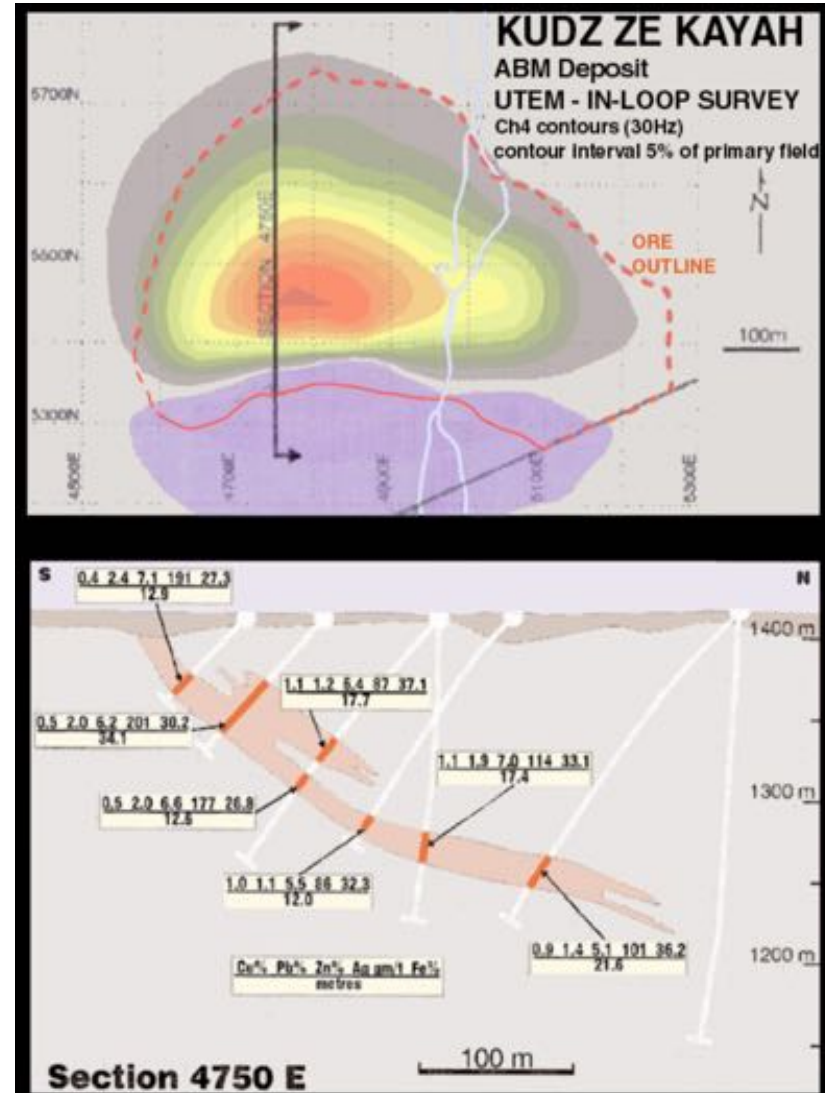 KUDZ ZE KAYAH
ABM Deposit
UTEM - IN-LOOP SURVEY
Ch4 contours (30Hz)
contour interval 5% of primary field
N
5700N
5500N
5300N
SECTION 4750E
ORE
OUTLINE
100m
4700E
4900E
5100E
5300E
S
N
0.4 2.4 7.1 191 27.3
12.9
1400 m
1.1 1.2 5.4 87 37.1
17.7
0.5 2.0 6.2 201 30.2
34.1
1.1 1.9 7.0 114 33.1
17.4
1300 m
0.5 2.0 6.6 177 26.8
12.6
1.0 1.1 5.5 86 32.3
12.0
0.9 1.4 5.1 101 36.2
21.6
1200 m
Cu% Pb% Zn% Ag gm/t Fe%
metres
100 m
Section 4750 E